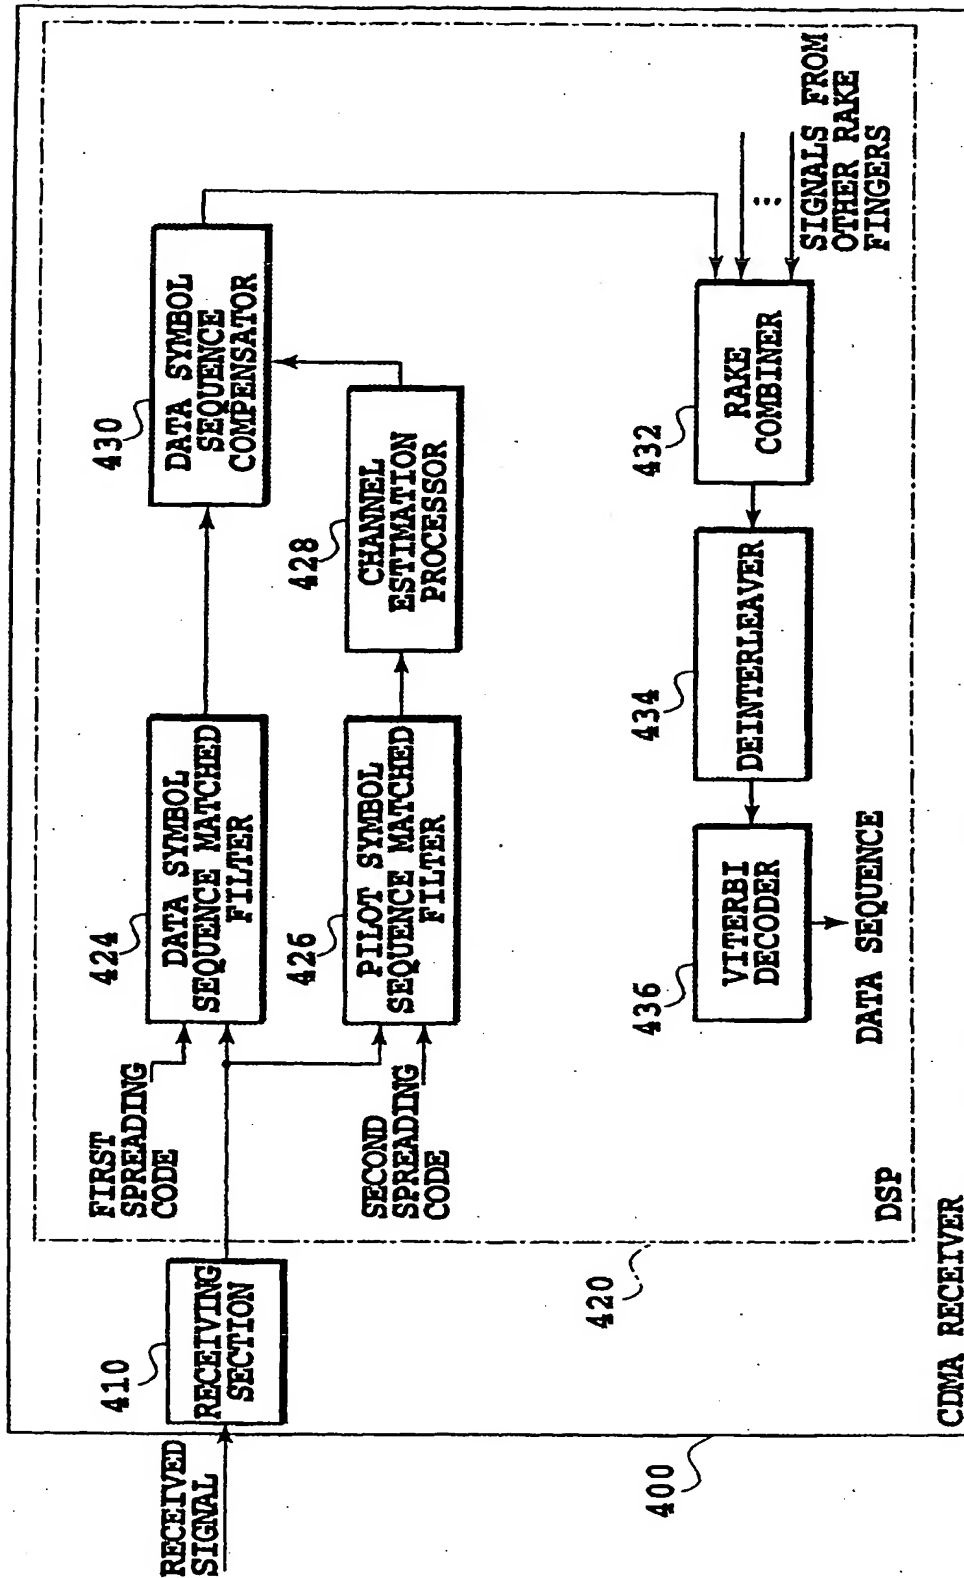 RECEIVED
SIGNAL
400
410
RECEIVING
SECTION
FIRST
SPREADING
CODE
SECOND
SPREADING
CODE
424
DATA SYMBOL
SEQUENCE MATCHED
FILTER
426
PILOT SYMBOL
SEQUENCE MATCHED
FILTER
428
CHANNEL
ESTIMATION
PROCESSOR
430
DATA SYMBOL
SEQUENCE
COMPENSATOR
SIGNALS FROM
OTHER RAKE
FINGERS
432
RAKE
COMBINER
434
DEINTERLEAVER
436
VITERBI
DECODER
DATA SEQUENCE
420
DSP
CDMA RECEIVER